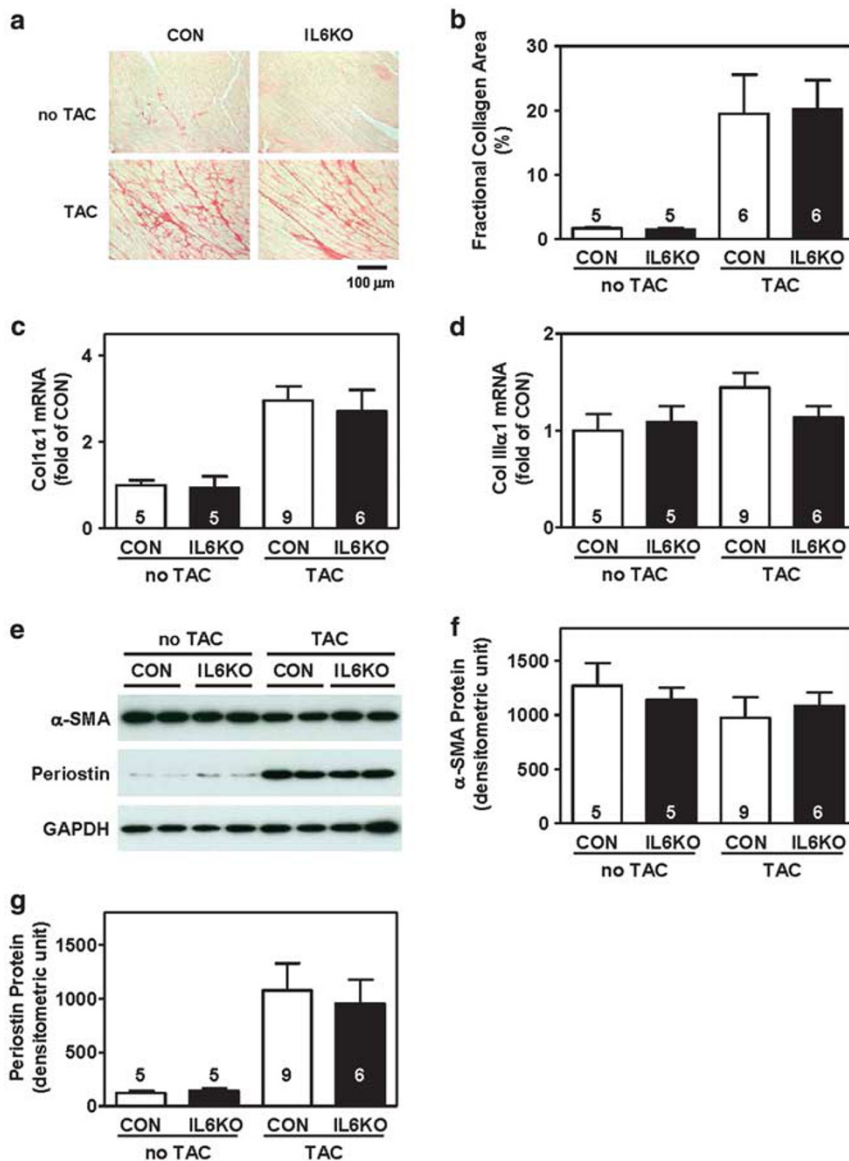 a
CON IL6KO
no TAC
TAC
100 μm
b
Fractional Collagen Area
(%)
30
20
10
0
5 5 6 6
CON IL6KO CON IL6KO
no TAC TAC
c
Col1α1 mRNA
(fold of CON)
4
2
0
5 5 9 6
CON IL6KO CON IL6KO
no TAC TAC
d
Col IIIα1 mRNA
(fold of CON)
2
1
0
5 5 9 6
CON IL6KO CON IL6KO
no TAC TAC
e
no TAC TAC
CON IL6KO CON IL6KO
α-SMA
Periostin
GAPDH
f
α-SMA Protein
(densitometric unit)
1500
1000
500
0
5 5 9 6
CON IL6KO CON IL6KO
no TAC TAC
g
Periostin Protein
(densitometric unit)
1500
1000
500
0
5 5 9 6
CON IL6KO CON IL6KO
no TAC TAC